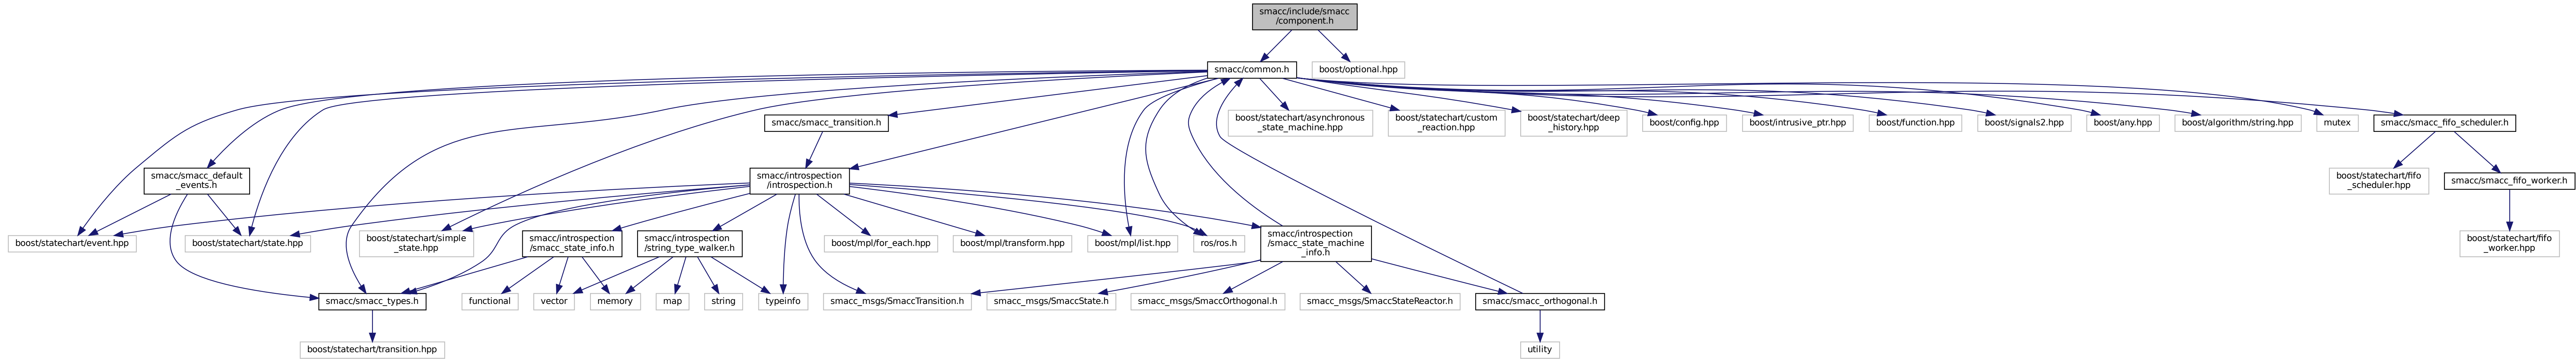 smacc/include/smacc
/component.h
smacc/common.h
boost/optional.hpp
smacc/smacc_transition.h
boost/statechart/asynchronous
_state_machine.hpp
boost/statechart/custom
_reaction.hpp
boost/statechart/deep
_history.hpp
boost/config.hpp
boost/intrusive_ptr.hpp
boost/function.hpp
boost/signals2.hpp
boost/any.hpp
boost/algorithm/string.hpp
mutex
smacc/smacc_fifo_scheduler.h
smacc/smacc_default
_events.h
smacc/introspection
/introspection.h
boost/statechart/fifo
_scheduler.hpp
smacc/smacc_fifo_worker.h
boost/statechart/event.hpp
boost/statechart/state.hpp
boost/statechart/simple
_state.hpp
smacc/introspection
/smacc_state_info.h
smacc/introspection
/string_type_walker.h
boost/mpl/for_each.hpp
boost/mpl/transform.hpp
boost/mpl/list.hpp
ros/ros.h
smacc/introspection
/smacc_state_machine
_info.h
boost/statechart/fifo
_worker.hpp
smacc/smacc_types.h
functional
vector
memory
map
string
typeinfo
smacc_msgs/SmaccTransition.h
smacc_msgs/SmaccState.h
smacc_msgs/SmaccOrthogonal.h
smacc_msgs/SmaccStateReactor.h
smacc/smacc_orthogonal.h
boost/statechart/transition.hpp
utility